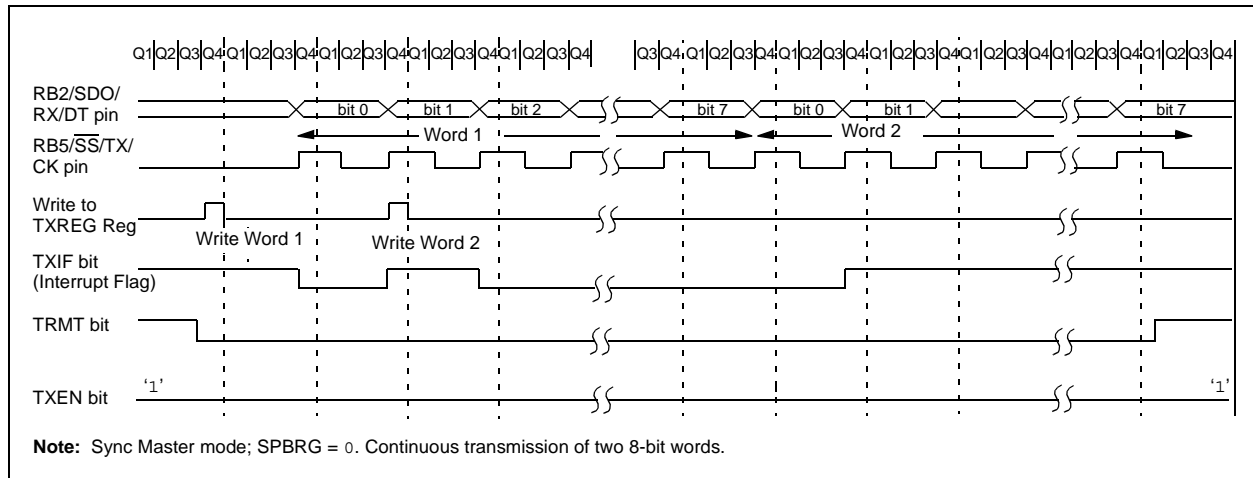 Q1 Q2 Q3 Q4 Q1 Q2 Q3 Q4 Q1 Q2 Q3 Q4 Q1 Q2 Q3 Q4 Q1 Q2 Q3 Q4 Q3 Q4 Q1 Q2 Q3 Q4 Q1 Q2 Q3 Q4 Q1 Q2 Q3 Q4 Q1 Q2 Q3 Q4 Q1 Q2 Q3 Q4 Q1 Q2 Q3 Q4
RB2/SDO/
RX/DT pin
bit 0 bit 1 bit 2 bit 7 bit 0 bit 1 bit 7
Word 1 Word 2
RB5/SS/TX/
CK pin
Write to
TXREG Reg
Write Word 1 Write Word 2
TXIF bit
(Interrupt Flag)
TRMT bit
TXEN bit
‘1’ ‘1’
Note: Sync Master mode; SPBRG = 0. Continuous transmission of two 8-bit words.